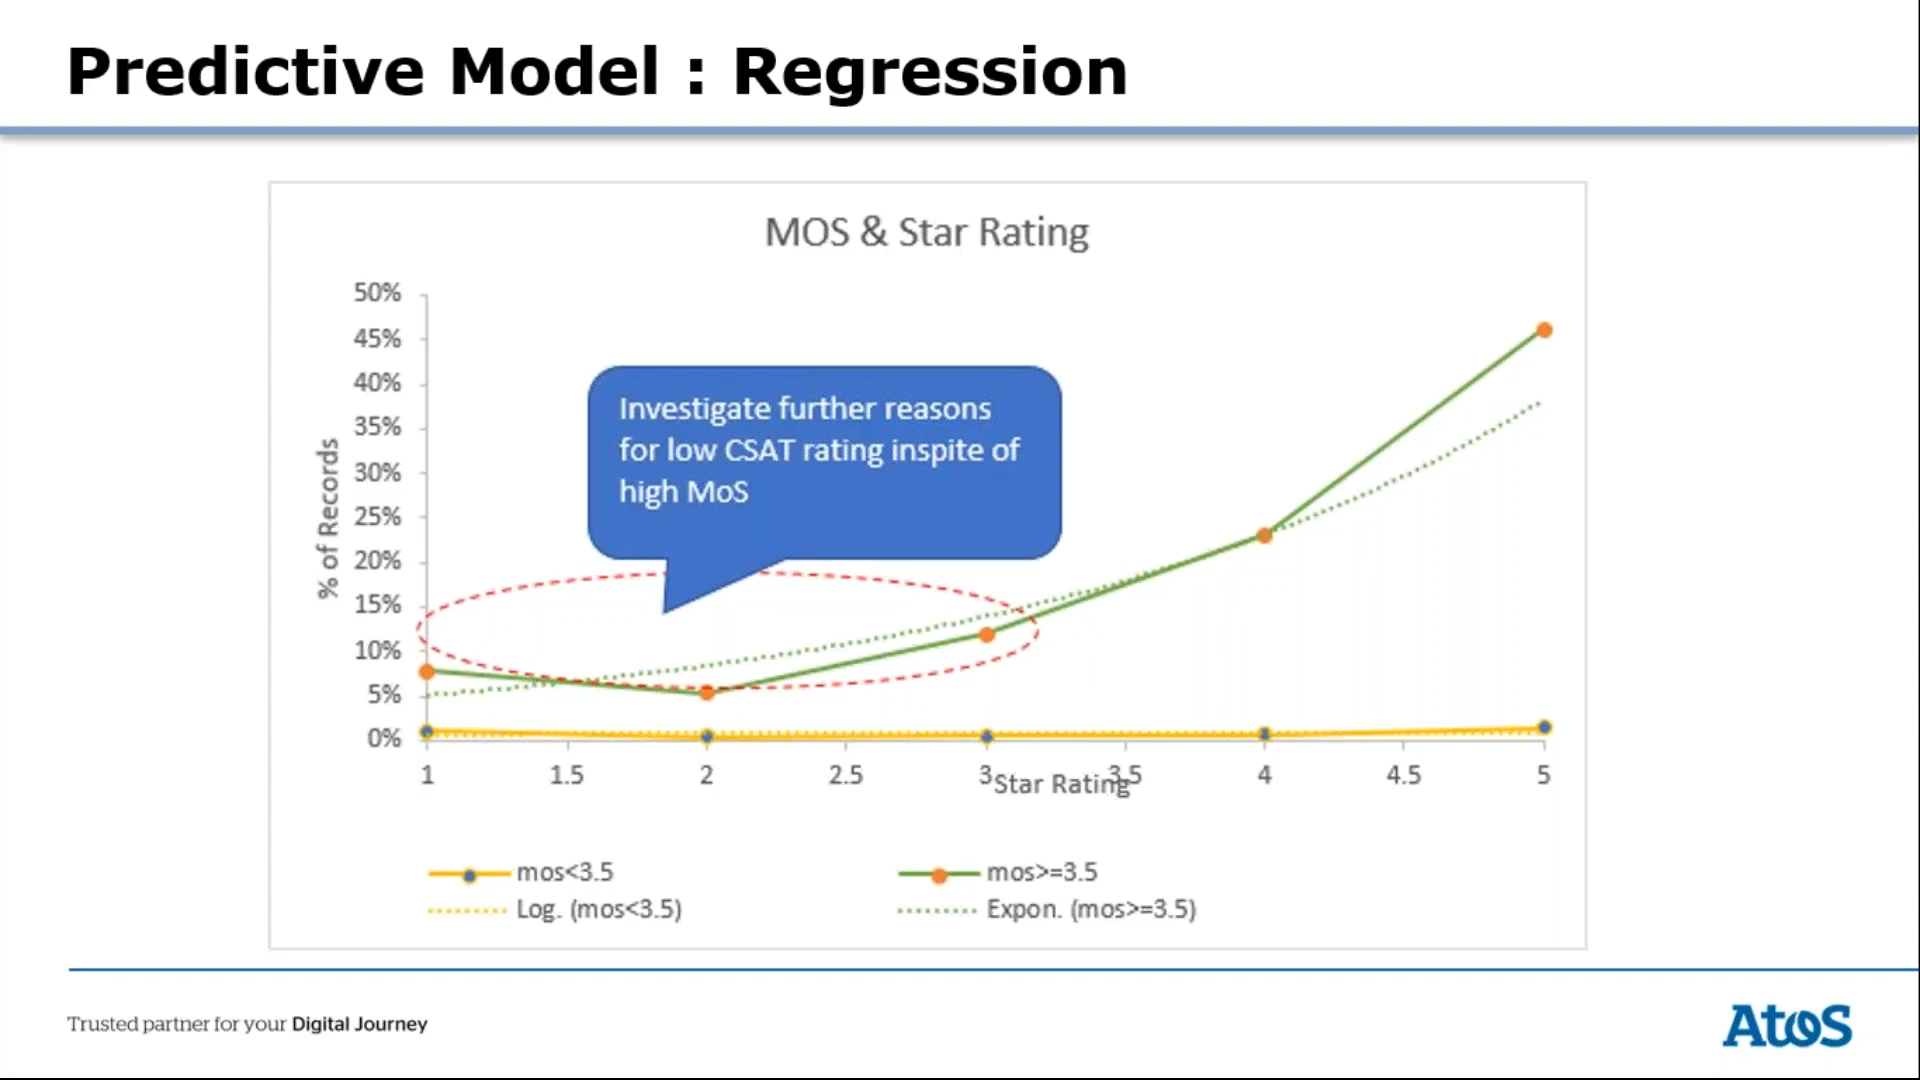 Predictive Model : Regression
MOS & Star Rating
50%
45%
40%
35%
30%
25%
20%
15%
10%
5%
0%
% of Records
Investigate further reasons
for low CSAT rating inspite of
high MoS
1 1.5 2 2.5 3 3.5 4 4.5 5
Star Rating
mos<3.5 mos>=3.5
Log. (mos<3.5) Expon. (mos>=3.5)
Trusted partner for your Digital Journey
Atos